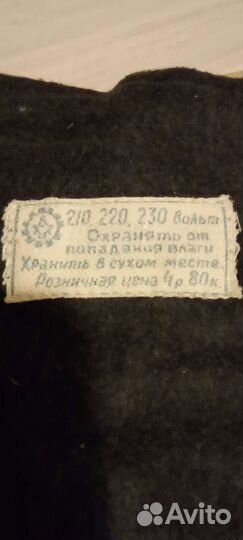 210, 220, 230 вольт
Охранять от
попадания влаги
Хранить в сухом месте
Розничная цена 4р. 80к.
Avito